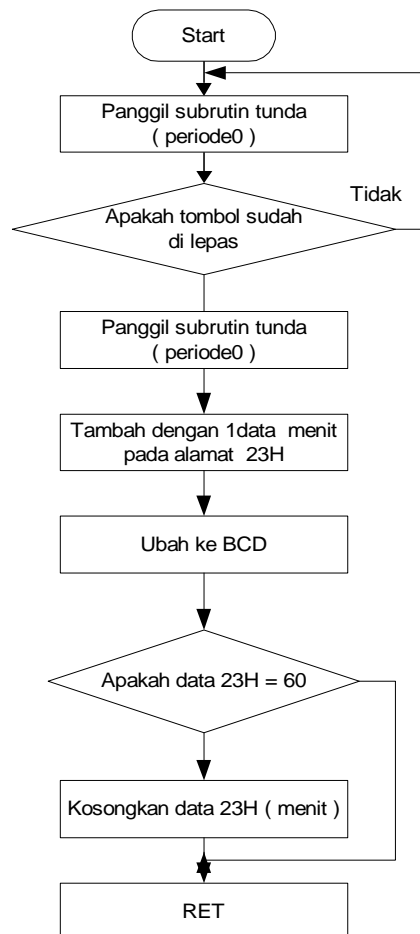 Start
Panggil subrutin tunda
( periode0 )
Tidak
Apakah tombol sudah
di lepas
Panggil subrutin tunda
( periode0 )
Tambah dengan 1data menit
pada alamat 23H
Ubah ke BCD
Apakah data 23H = 60
Kosongkan data 23H ( menit )
RET